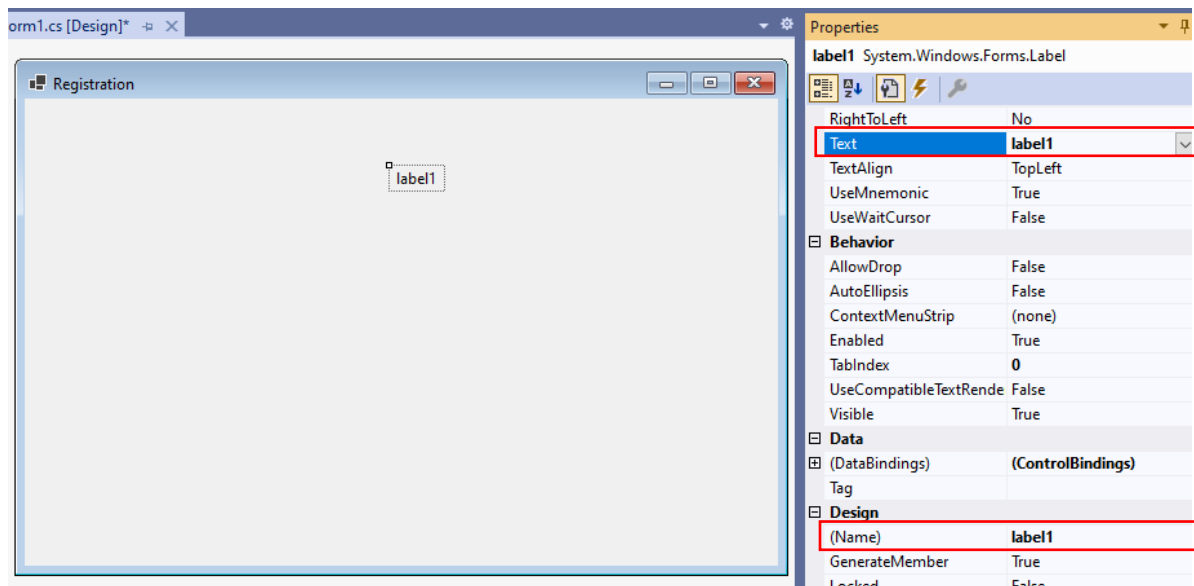 orm1.cs [Design]*
Registration
label1
Properties
label1 System.Windows.Forms.Label
RightToLeft No
Text label1
TextAlign TopLeft
UseMnemonic True
UseWaitCursor False
Behavior
AllowDrop False
AutoEllipsis False
ContextMenuStrip (none)
Enabled True
TabIndex 0
UseCompatibleTextRende False
Visible True
Data
(DataBindings) (ControlBindings)
Tag
Design
(Name) label1
GenerateMember True
Locked False